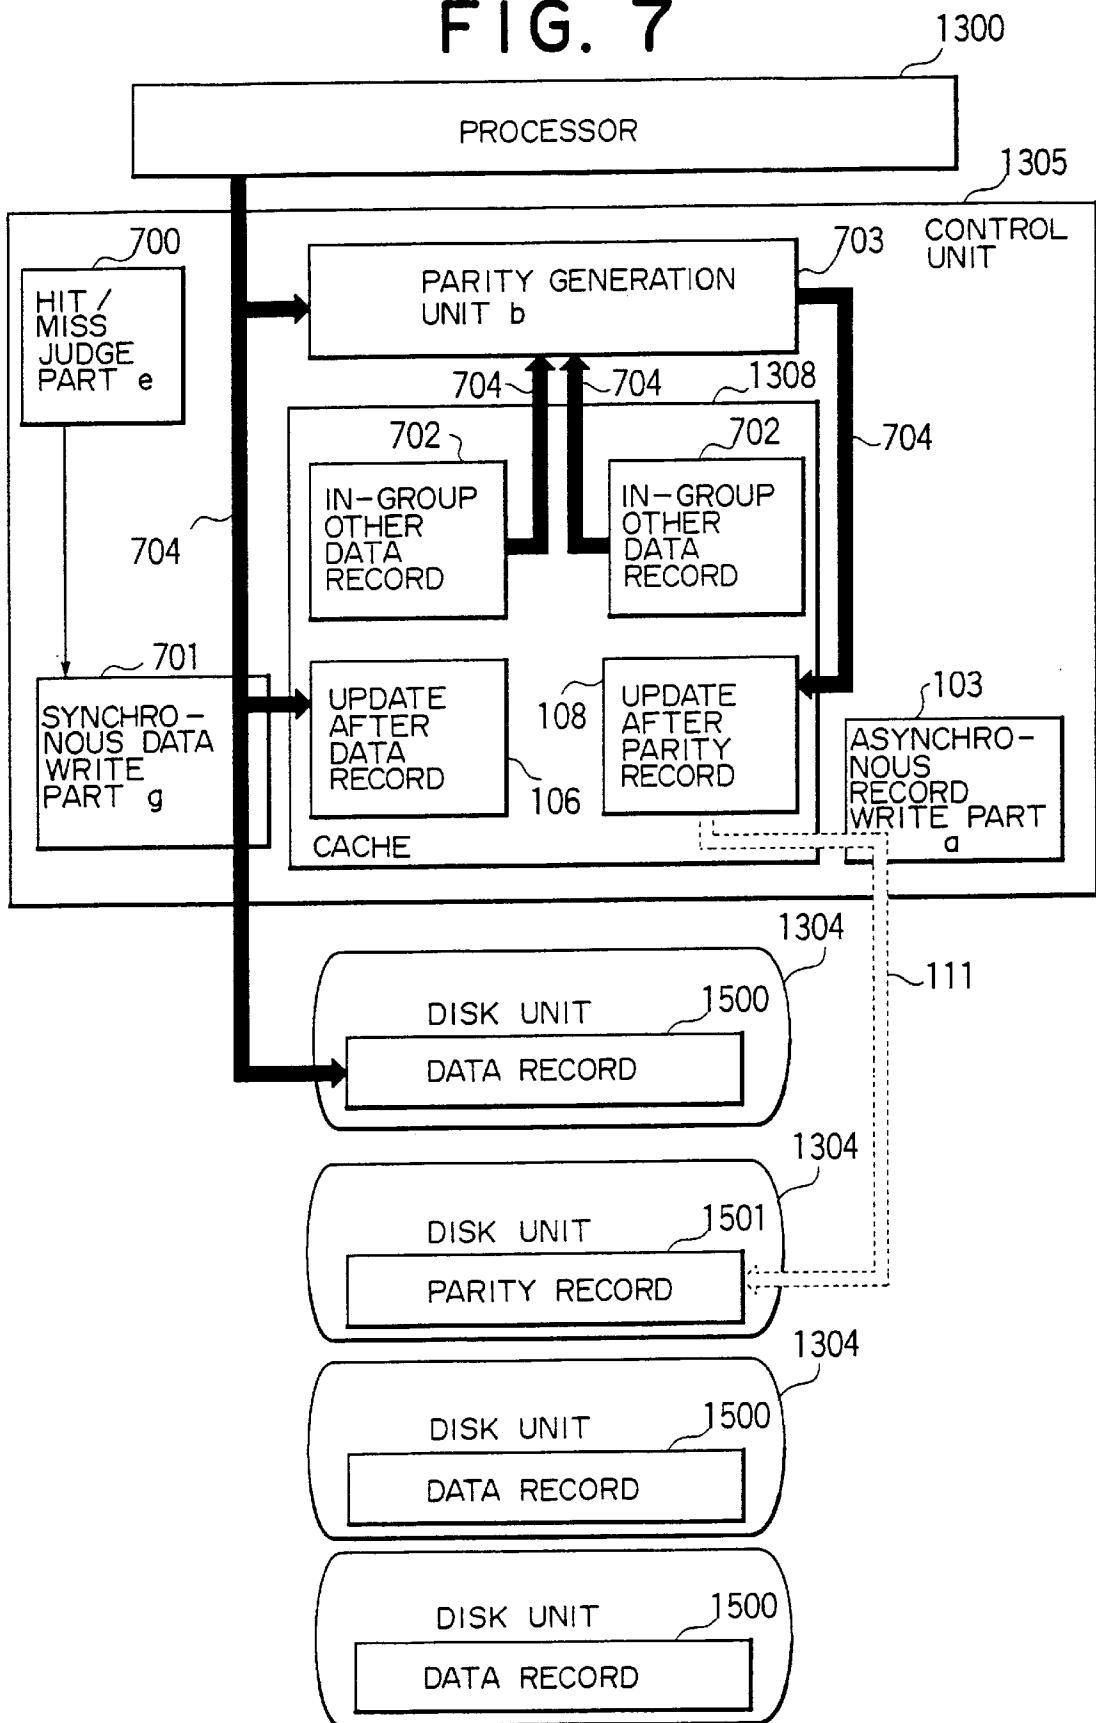 FIG. 7
1300
PROCESSOR
1305
CONTROL
UNIT
700
HIT /
MISS
JUDGE
PART e
703
PARITY GENERATION
UNIT b
704
704
1308
704
702
IN-GROUP
OTHER
DATA
RECORD
702
IN-GROUP
OTHER
DATA
RECORD
704
701
SYNCHRO-
NOUS DATA
WRITE
PART g
UPDATE
AFTER
DATA
RECORD
106
108
UPDATE
AFTER
PARITY
RECORD
103
ASYNCHRO-
NOUS
RECORD
WRITE PART
a
CACHE
111
1304
DISK UNIT
1500
DATA RECORD
1304
DISK UNIT
1501
PARITY RECORD
1304
DISK UNIT
1500
DATA RECORD
DISK UNIT
1500
DATA RECORD